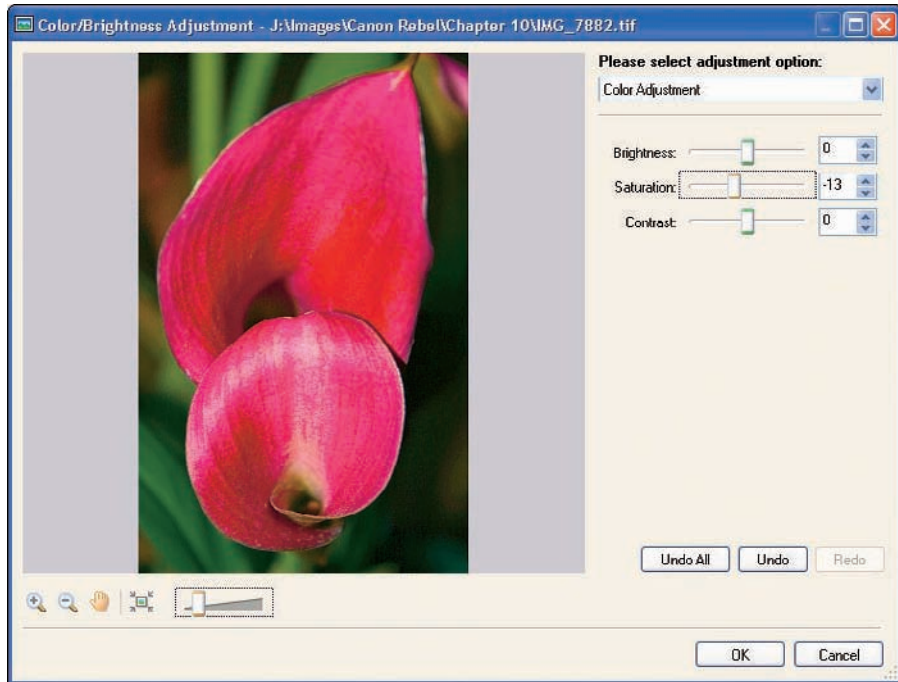 Color/Brightness Adjustment - J:\Images\Canon Rebel\Chapter 10\IMG_7882.tif
Please select adjustment option:
Color Adjustment
Brightness: 0
Saturation: -13
Contrast: 0
Undo All Undo Redo
OK Cancel